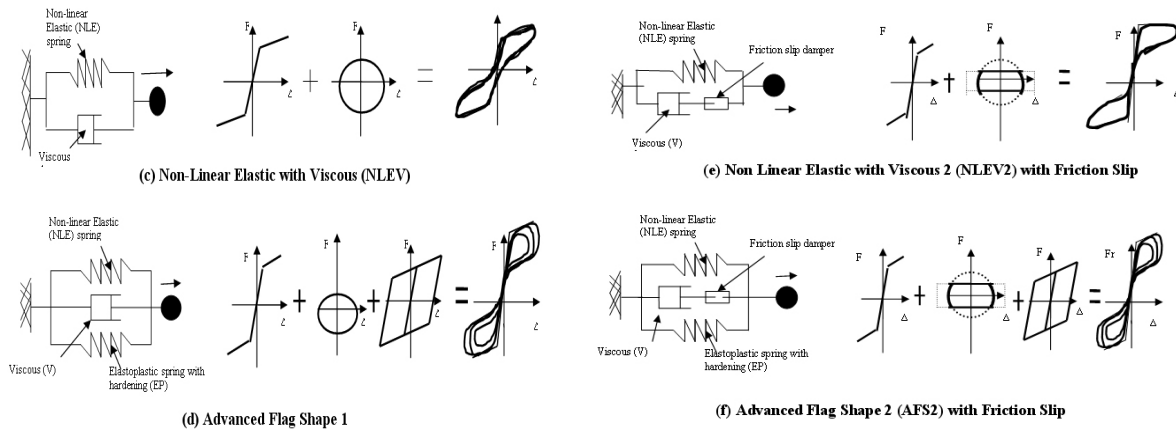 Non-linear
Elastic (NLE)
spring
F
F
F
Viscous
(c) Non-Linear Elastic with Viscous (NLEV)
Non-linear Elastic
(NLE) spring
Friction slip damper
F
F
F
Δ
Δ
Viscous (V)
(e) Non Linear Elastic with Viscous 2 (NLEV2) with Friction Slip
Non-linear Elastic
(NLE) spring
F
F
F
F
Viscous (V)
Elastoplastic spring with
hardening (EP)
(d) Advanced Flag Shape 1
Non-linear Elastic
(NLE) spring
Friction slip damper
F
F
F
Fr
Δ
Δ
Δ
Δ
Viscous (V)
Elastoplastic spring with
hardening (EP)
(f) Advanced Flag Shape 2 (AFS2) with Friction Slip